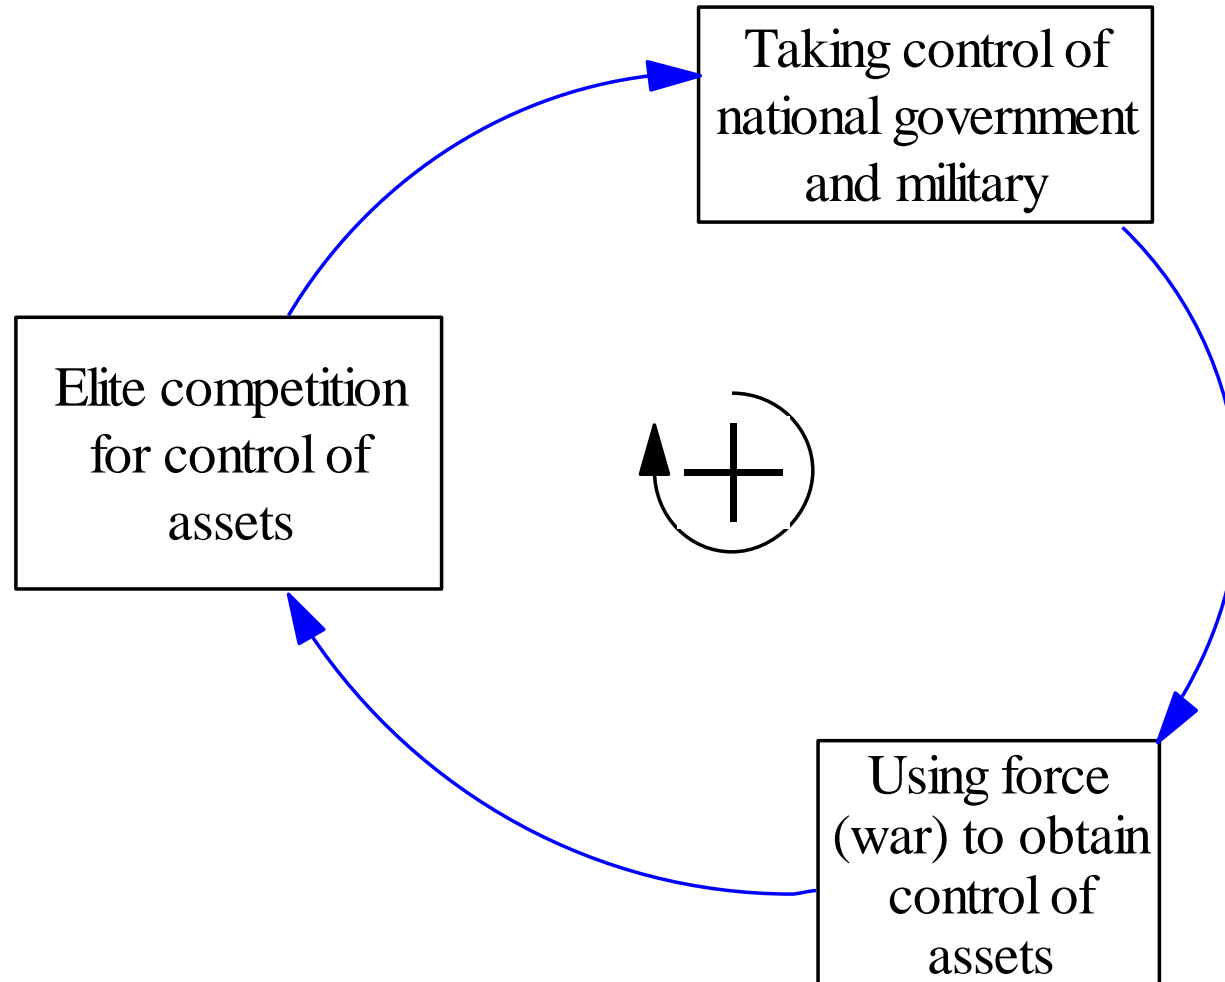 Taking control of
national government
and military
Elite competition
for control of
assets
Using force
(war) to obtain
control of
assets